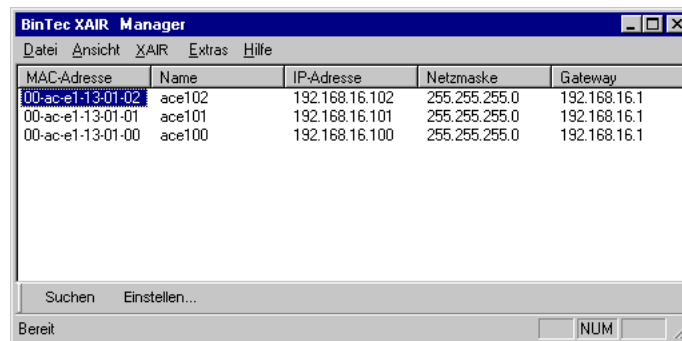 BinTec XAIR Manager
Datei Ansicht XAIR Extras Hilfe
MAC-Adresse Name IP-Adresse Netzmaske Gateway
00-ac-e1-13-01-02 ace102 192.168.16.102 255.255.255.0 192.168.16.1
00-ac-e1-13-01-01 ace101 192.168.16.101 255.255.255.0 192.168.16.1
00-ac-e1-13-01-00 ace100 192.168.16.100 255.255.255.0 192.168.16.1
Suchen Einstellen...
Bereit NUM